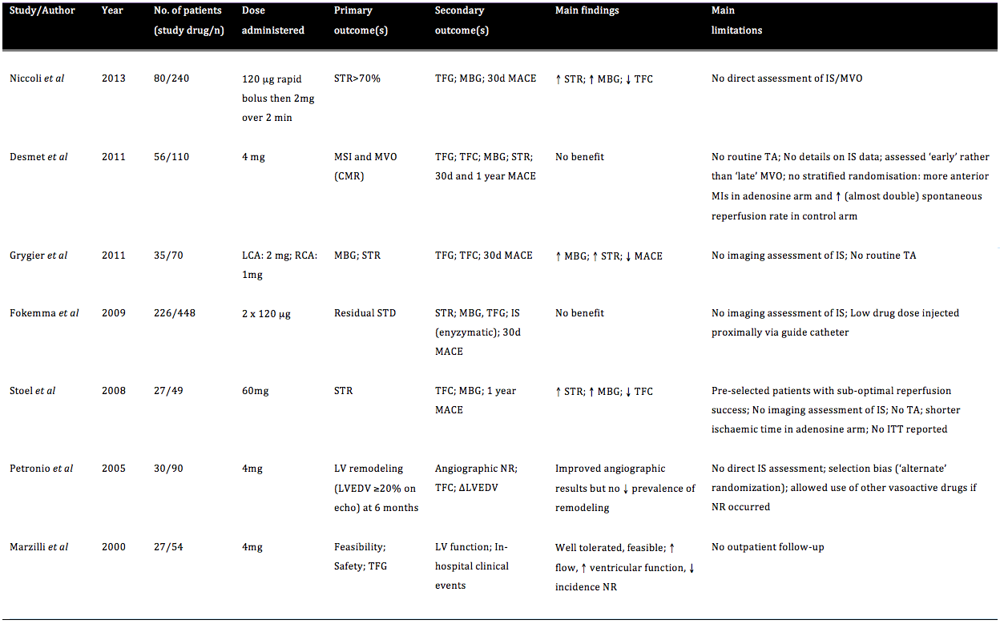 Study/Author Year No. of patients (study drug/n) Dose administered Primary outcome(s) Secondary outcome(s) Main findings Main limitations
Niccoli et al 2013 80/240 120 µg rapid bolus then 2mg over 2 min STR>70% TFG; MBG; 30d MACE ↑ STR; ↑ MBG; ↓ TFC No direct assessment of IS/MVO
Desmet et al 2011 56/110 4 mg MSI and MVO (CMR) TFG; TFC; MBG; STR; 30d and 1 year MACE No benefit No routine TA; No details on IS data; assessed ‘early’ rather than ‘late’ MVO; no stratified randomisation: more anterior MIs in adenosine arm and ↑ (almost double) spontaneous reperfusion rate in control arm
Grygier et al 2011 35/70 LCA: 2 mg; RCA: 1mg MBG; STR TFG; TFC; 30d MACE ↑ MBG; ↑ STR; ↓ MACE No imaging assessment of IS; No routine TA
Fokemma et al 2009 226/448 2 x 120 µg Residual STD STR; MBG, TFG; IS (enyzymatic); 30d MACE No benefit No imaging assessment of IS; Low drug dose injected proximally via guide catheter
Stoel et al 2008 27/49 60mg STR TFC; MBG; 1 year MACE ↑ STR; ↑ MBG; ↓ TFC Pre-selected patients with sub-optimal reperfusion success; No imaging assessment of IS; No TA; shorter ischaemic time in adenosine arm; No ITT reported
Petronio et al 2005 30/90 4mg LV remodeling (LVEDV ≥20% on echo) at 6 months Angiographic NR; TFC; ΔLVEDV Improved angiographic results but no ↓ prevalence of remodeling No direct IS assessment; selection bias (‘alternate’ randomization); allowed use of other vasoactive drugs if NR occurred
Marzilli et al 2000 27/54 4mg Feasibility; Safety; TFG LV function; In-hospital clinical events Well tolerated, feasible; ↑ flow, ↑ ventricular function, ↓ incidence NR No outpatient follow-up